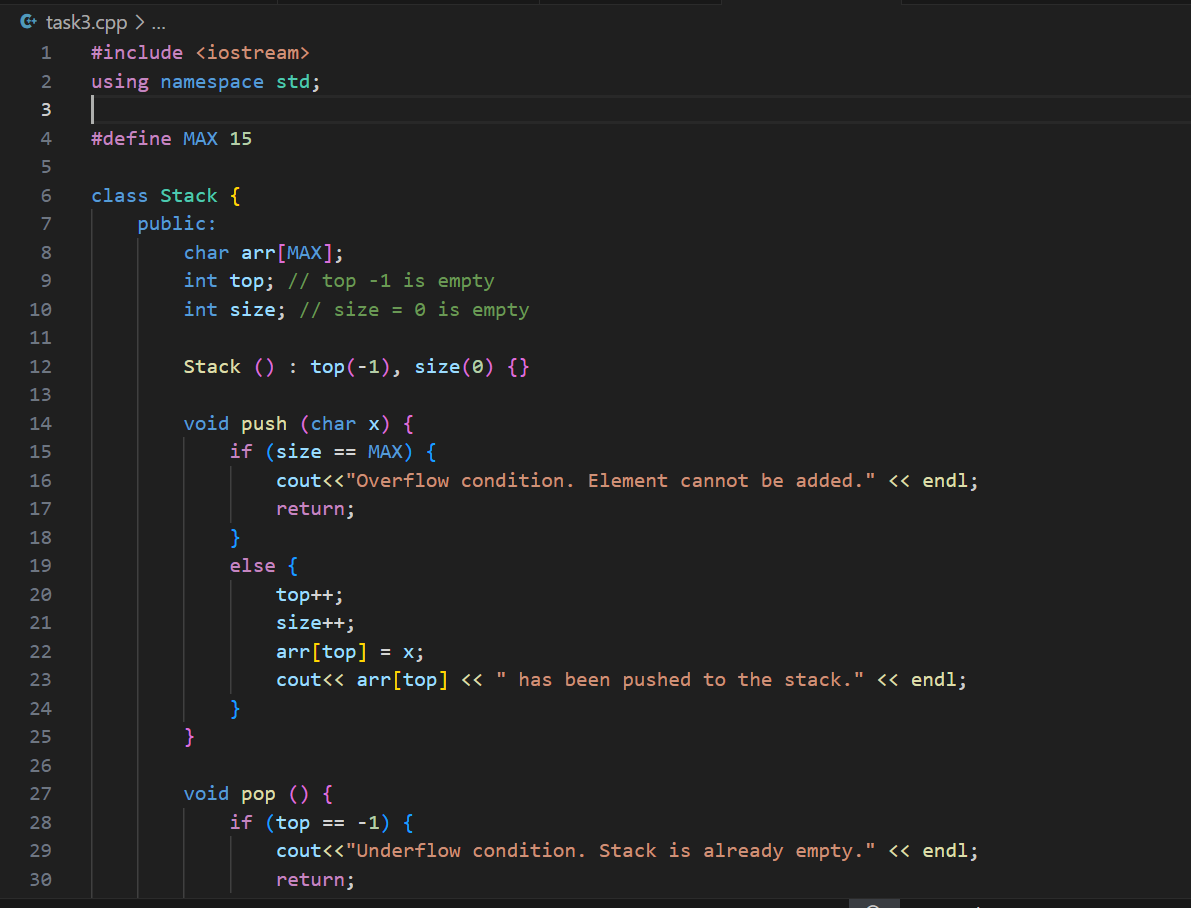 task3.cpp > ...
1 #include <iostream>
2 using namespace std;
3
4 #define MAX 15
5
6 class Stack {
7     public:
8         char arr[MAX];
9         int top; // top -1 is empty
10         int size; // size = 0 is empty
11
12         Stack () : top(-1), size(0) {}
13
14         void push (char x) {
15             if (size == MAX) {
16                 cout<<"Overflow condition. Element cannot be added." << endl;
17                 return;
18             }
19             else {
20                 top++;
21                 size++;
22                 arr[top] = x;
23                 cout<< arr[top] << " has been pushed to the stack." << endl;
24             }
25         }
26
27         void pop () {
28             if (top == -1) {
29                 cout<<"Underflow condition. Stack is already empty." << endl;
30                 return;